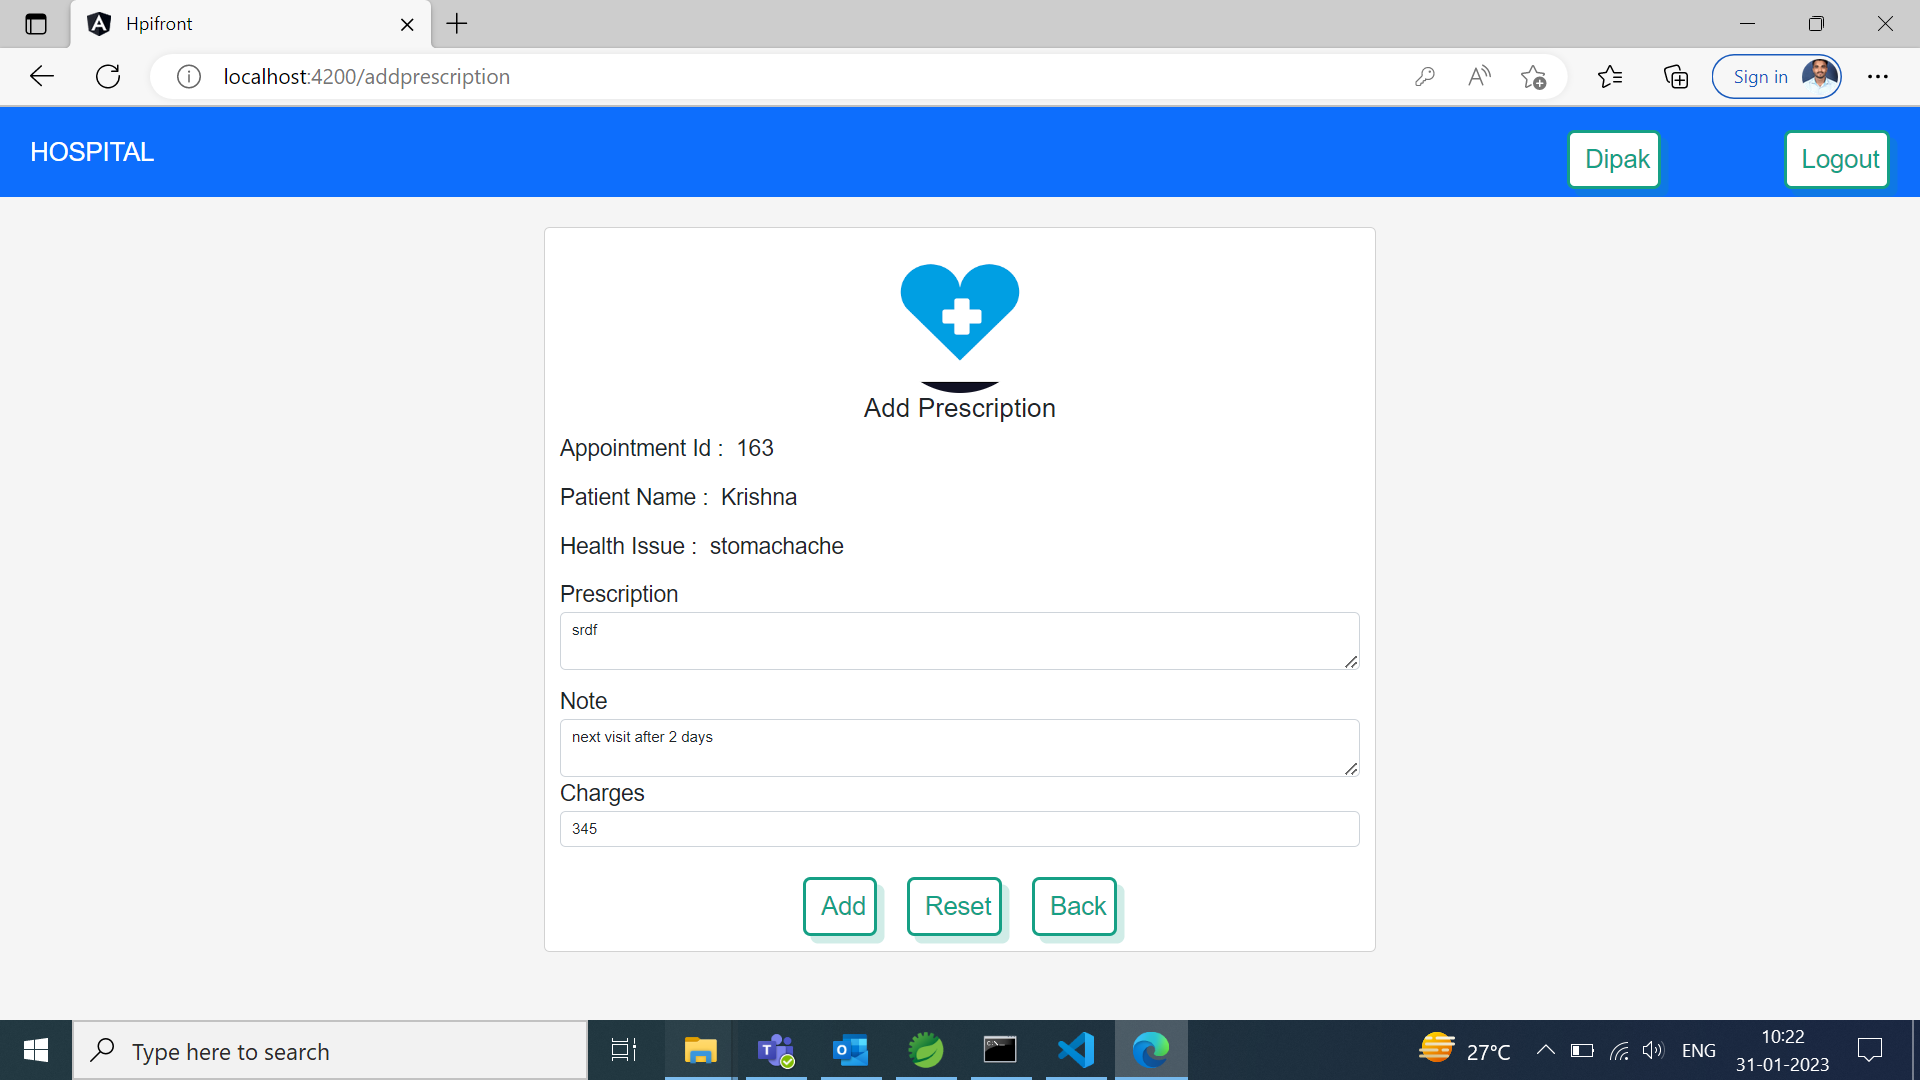 Hpifront
localhost:4200/addprescription
Sign in
HOSPITAL
Dipak
Logout
Add Prescription
Appointment Id : 163
Patient Name : Krishna
Health Issue : stomachache
Prescription
srdf
Note
next visit after 2 days
Charges
345
Add Reset Back
Type here to search
27°C
ENG
10:22
31-01-2023